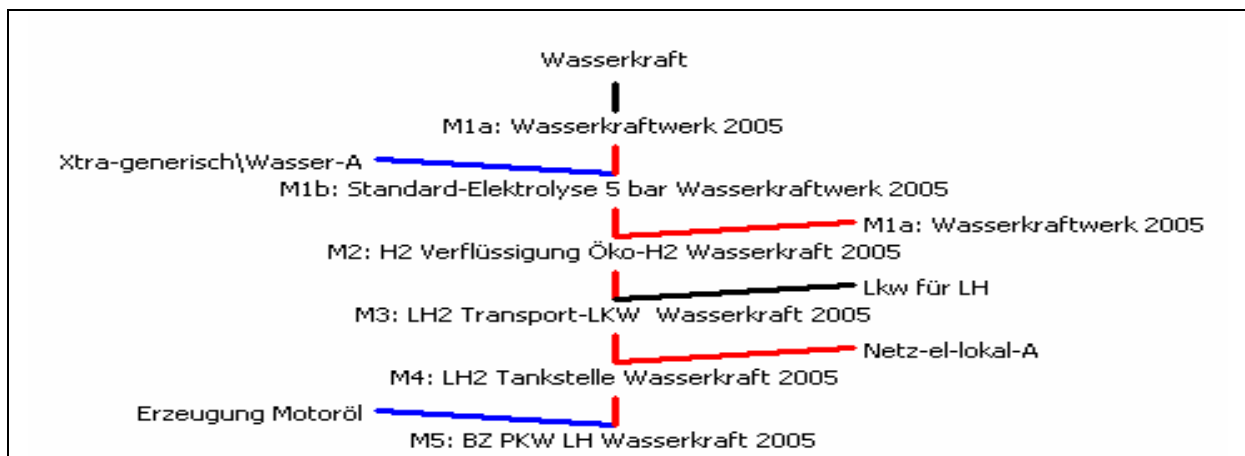 Wasserkraft
M1a: Wasserkraftwerk 2005
Xtra-generisch\Wasser-A
M1b: Standard-Elektrolyse 5 bar Wasserkraftwerk 2005
M1a: Wasserkraftwerk 2005
M2: H2 Verflüssigung Öko-H2 Wasserkraft 2005
Lkw für LH
M3: LH2 Transport-LKW Wasserkraft 2005
Netz-el-lokal-A
M4: LH2 Tankstelle Wasserkraft 2005
Erzeugung Motoröl
M5: BZ PKW LH Wasserkraft 2005